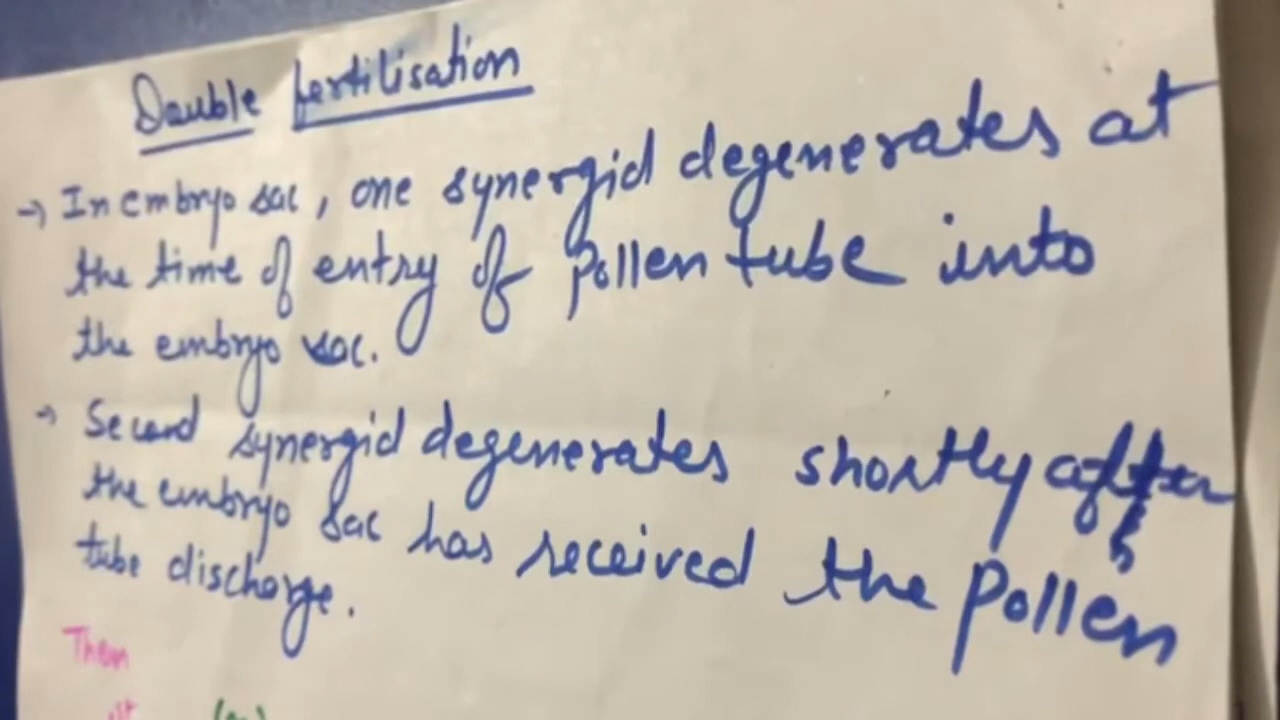 Double fertilisation
→ In embryo sac, one synergid degenerates at
the time of entry of pollen tube into
the embryo sac.
→ Second synergid degenerates shortly after
the embryo sac has received the pollen
tube discharge.
Then